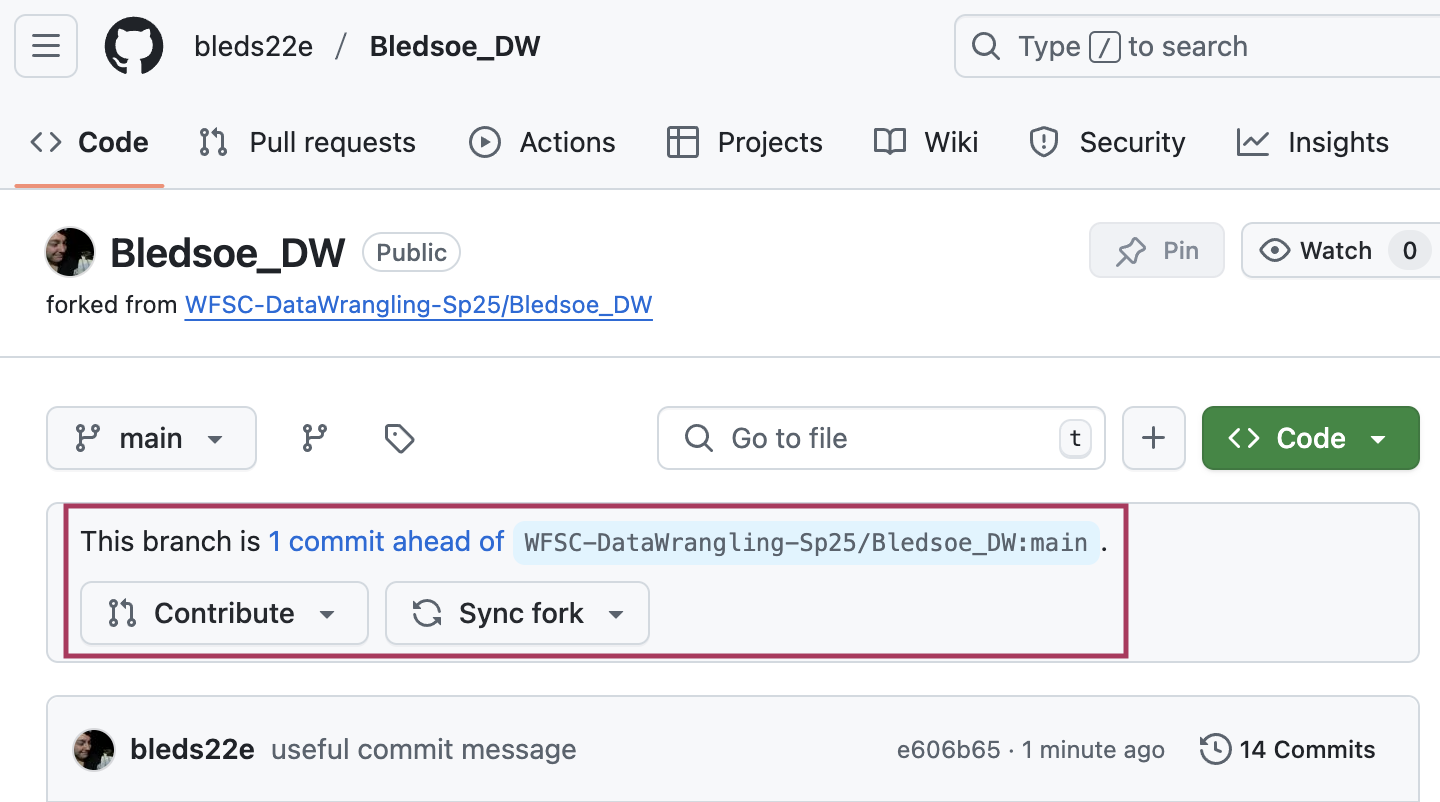 bleds22e / Bledsoe_DW Type / to search
Code Pull requests Actions Projects Wiki Security Insights
Bledsoe_DW Public Pin Watch 0
forked from WFSC-DataWrangling-Sp25/Bledsoe_DW
main Go to file t + Code
This branch is 1 commit ahead of WFSC-DataWrangling-Sp25/Bledsoe_DW:main .
Contribute Sync fork
bleds22e useful commit message e606b65 · 1 minute ago 14 Commits